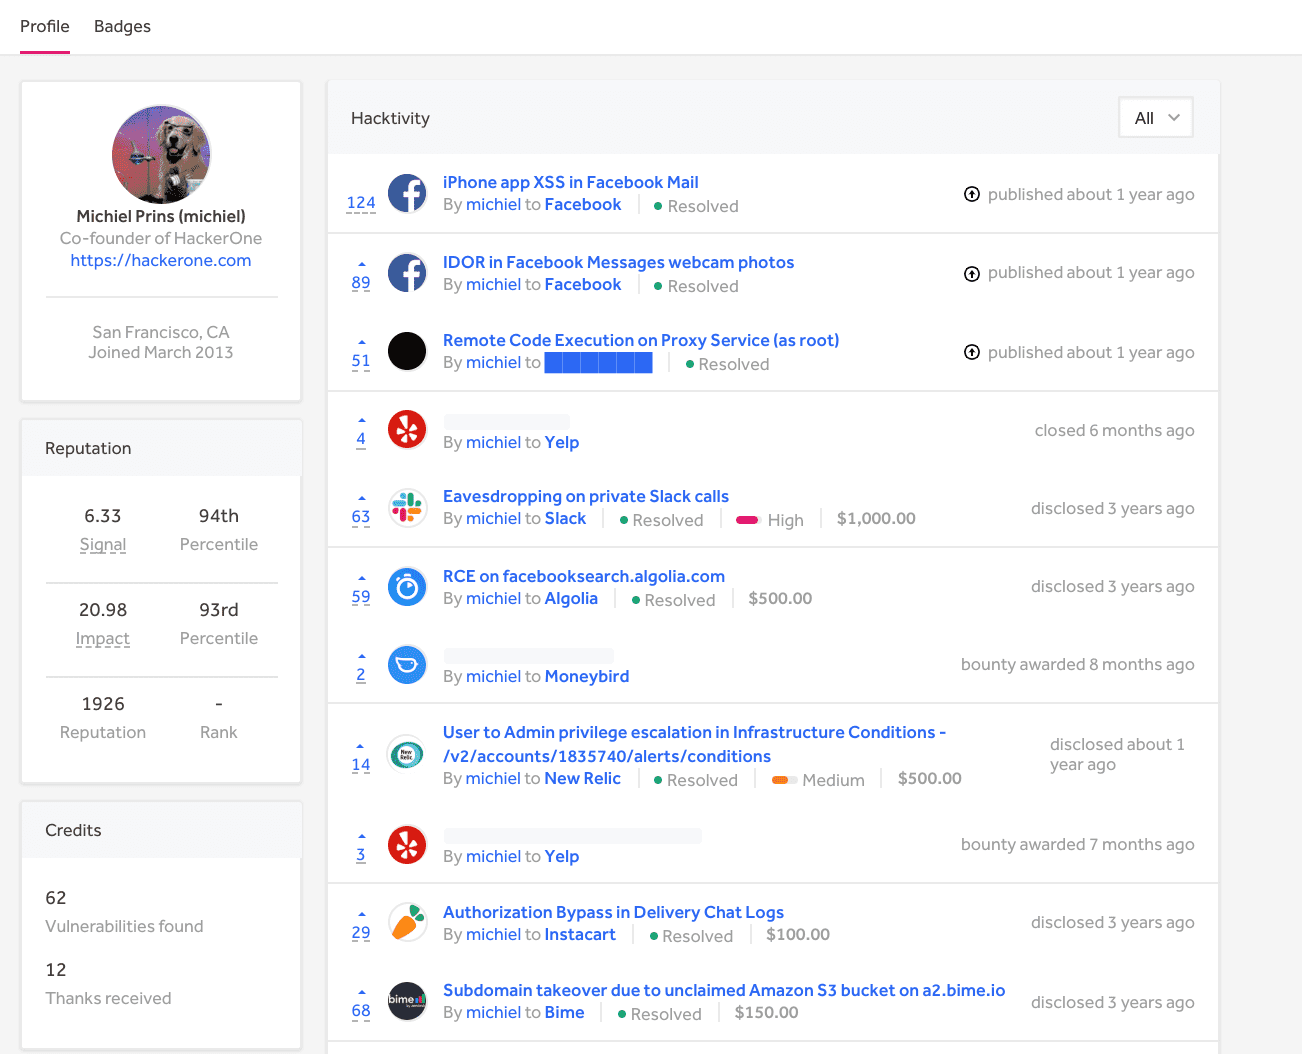 Profile
Badges
Michiel Prins (michiel)
Co-founder of HackerOne
https://hackerone.com
San Francisco, CA
Joined March 2013
Reputation
6.33
94th
Signal
Percentile
20.98
93rd
Impact
Percentile
1926
-
Reputation
Rank
Credits
62
Vulnerabilities found
12
Thanks received
Hacktivity
All
iPhone app XSS in Facebook Mail
124
By michiel to Facebook
Resolved
published about 1 year ago
IDOR in Facebook Messages webcam photos
89
By michiel to Facebook
Resolved
published about 1 year ago
Remote Code Execution on Proxy Service (as root)
51
By michiel to
Resolved
published about 1 year ago
4
By michiel to Yelp
closed 6 months ago
Eavesdropping on private Slack calls
63
By michiel to Slack
Resolved
High
$1,000.00
disclosed 3 years ago
RCE on facebooksearch.algolia.com
59
By michiel to Algolia
Resolved
$500.00
disclosed 3 years ago
2
By michiel to Moneybird
bounty awarded 8 months ago
User to Admin privilege escalation in Infrastructure Conditions -
/v2/accounts/1835740/alerts/conditions
14
New
Relic
By michiel to New Relic
Resolved
Medium
$500.00
disclosed about 1
year ago
3
By michiel to Yelp
bounty awarded 7 months ago
Authorization Bypass in Delivery Chat Logs
29
By michiel to Instacart
Resolved
$100.00
disclosed 3 years ago
Subdomain takeover due to unclaimed Amazon S3 bucket on a2.bime.io
68
bime
By michiel to Bime
Resolved
$150.00
disclosed 3 years ago